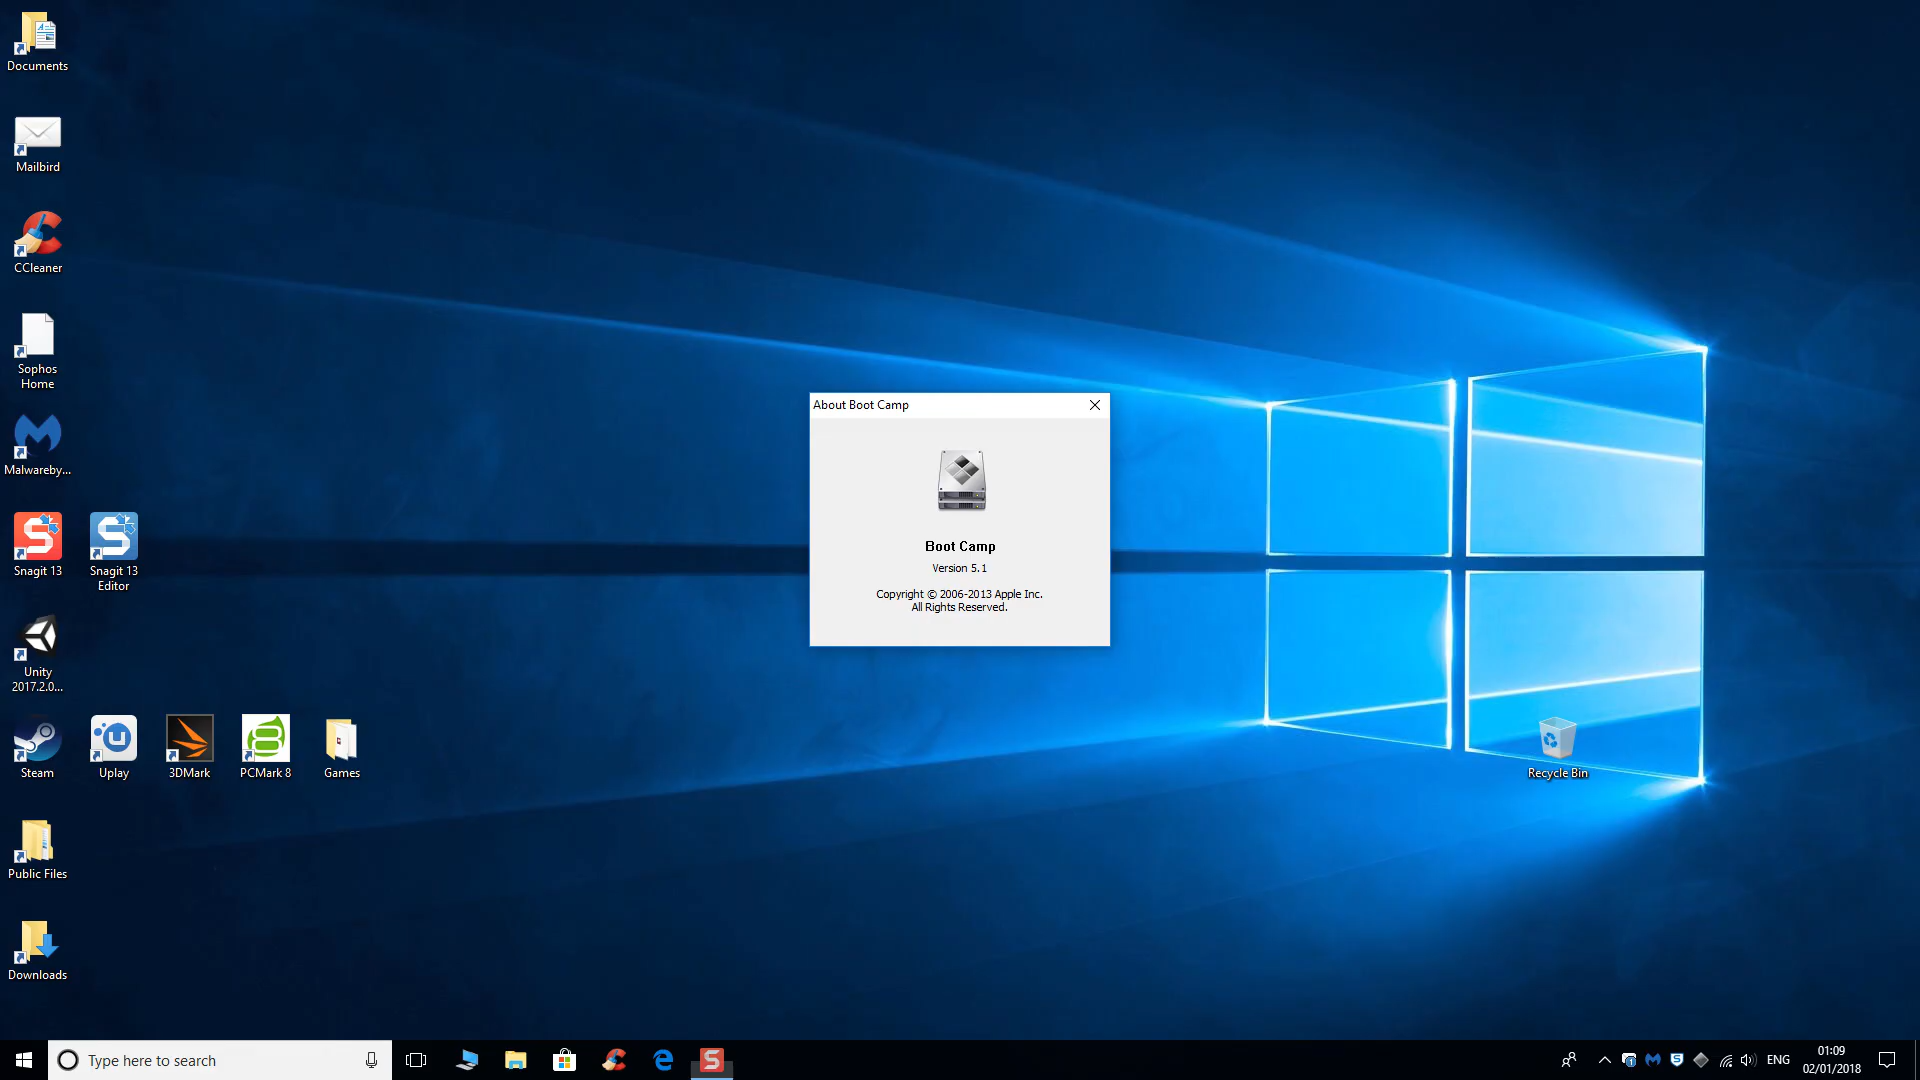 Documents
Mailbird
CCleaner
Sophos
Home
Malwareby...
Snagit 13
Snagit 13
Editor
Unity
2017.2.0...
Steam
Uplay
3DMark
PCMark 8
Games
Public Files
Downloads
About Boot Camp
Boot Camp
Version 5.1
Copyright © 2006-2013 Apple Inc.
All Rights Reserved.
Recycle Bin
Type here to search
ENG
01:09
02/01/2018